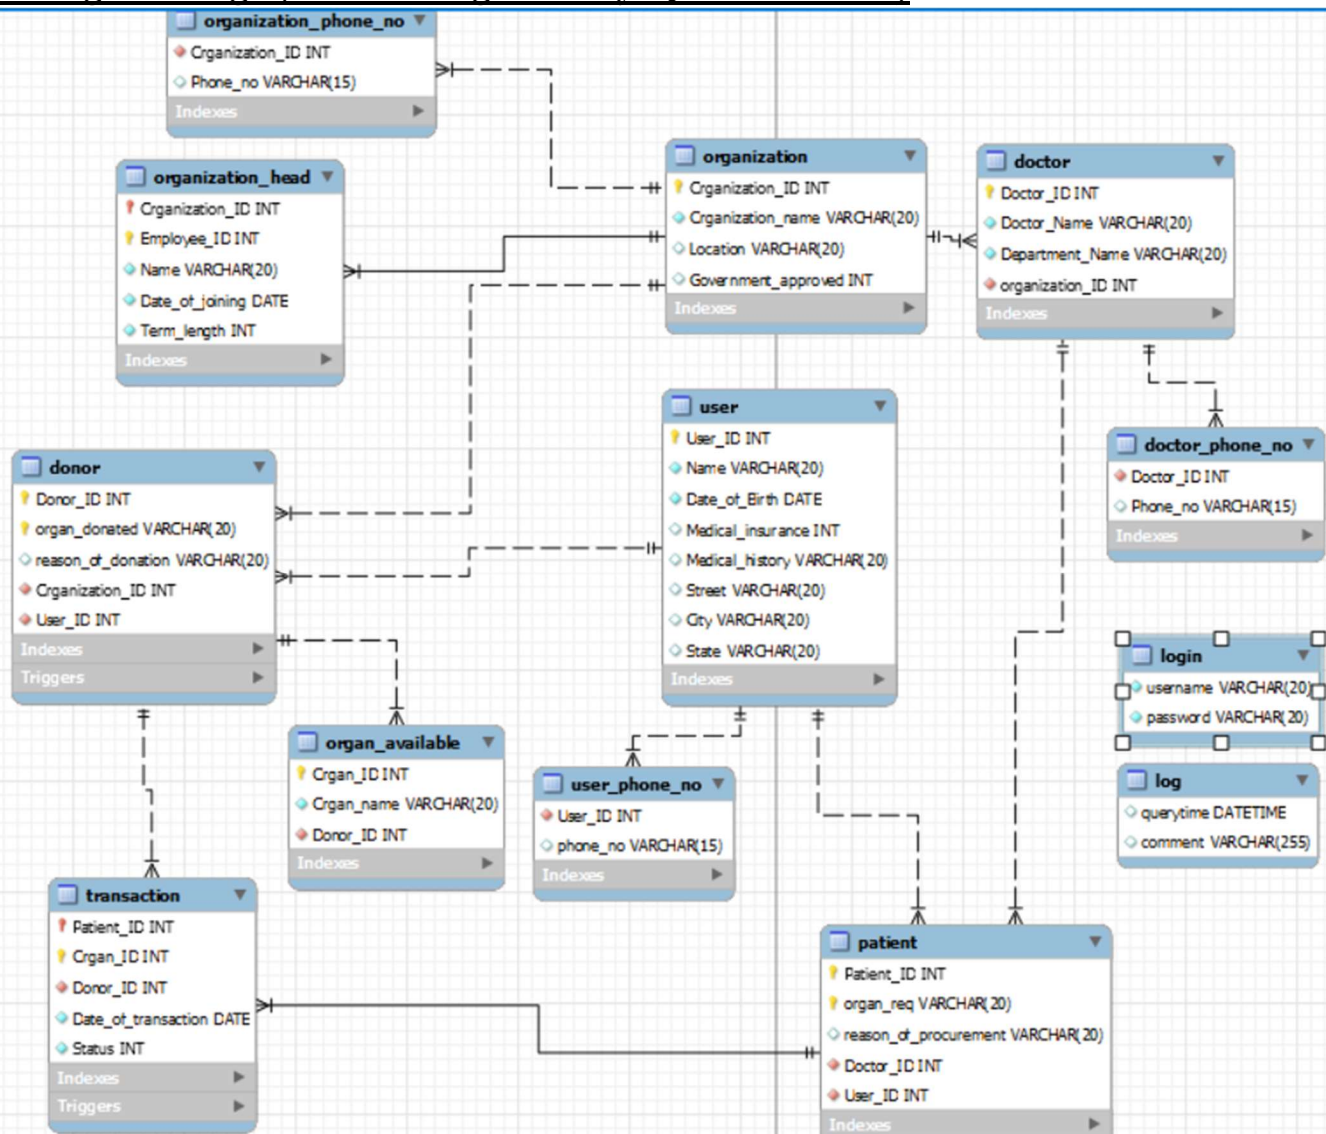 organization_phone_no
Organization_ID INT
Phone_no VARCHAR(15)
Indexes
organization_head
Organization_ID INT
Employee_ID INT
Name VARCHAR(20)
Date_of_joining DATE
Term_length INT
Indexes
organization
Organization_ID INT
Organization_name VARCHAR(20)
Location VARCHAR(20)
Government_approved INT
Indexes
doctor
Doctor_ID INT
Doctor_Name VARCHAR(20)
Department_Name VARCHAR(20)
organization_ID INT
Indexes
donor
Donor_ID INT
organ_donated VARCHAR(20)
reason_of_donation VARCHAR(20)
Organization_ID INT
User_ID INT
Indexes
Triggers
user
User_ID INT
Name VARCHAR(20)
Date_of_Birth DATE
Medical_insurance INT
Medical_history VARCHAR(20)
Street VARCHAR(20)
City VARCHAR(20)
State VARCHAR(20)
Indexes
doctor_phone_no
Doctor_ID INT
Phone_no VARCHAR(15)
Indexes
login
username VARCHAR(20)
password VARCHAR(20)
organ_available
Organ_ID INT
Organ_name VARCHAR(20)
Donor_ID INT
Indexes
user_phone_no
User_ID INT
phone_no VARCHAR(15)
Indexes
log
querytime DATETIME
comment VARCHAR(255)
transaction
Patient_ID INT
Organ_ID INT
Donor_ID INT
Date_of_transaction DATE
Status INT
Indexes
Triggers
patient
Patient_ID INT
organ_req VARCHAR(20)
reason_of_procurement VARCHAR(20)
Doctor_ID INT
User_ID INT
Indexes